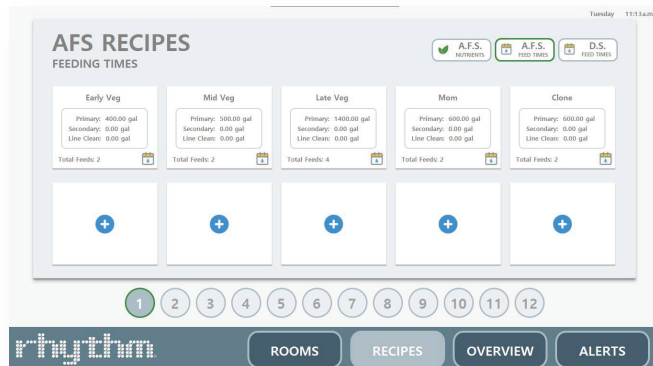 Tuesday 11:13a.m
AFS RECIPES
FEEDING TIMES
A.F.S.
NUTRIENTS
A.F.S.
FEED TIMES
D.S.
FEED TIMES
Early Veg
Primary: 400.00 gal
Secondary: 0.00 gal
Line Clean: 0.00 gal
Total Feeds: 2
Mid Veg
Primary: 500.00 gal
Secondary: 0.00 gal
Line Clean: 0.00 gal
Total Feeds: 2
Late Veg
Primary: 1400.00 gal
Secondary: 0.00 gal
Line Clean: 0.00 gal
Total Feeds: 4
Mom
Primary: 600.00 gal
Secondary: 0.00 gal
Line Clean: 0.00 gal
Total Feeds: 2
Clone
Primary: 600.00 gal
Secondary: 0.00 gal
Line Clean: 0.00 gal
Total Feeds: 2
1 2 3 4 5 6 7 8 9 10 11 12
rhythm.
ROOMS
RECIPES
OVERVIEW
ALERTS